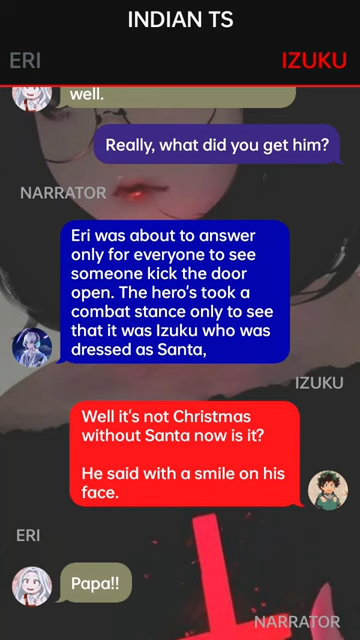 INDIAN TS
ERI
IZUKU
well.
Really, what did you get him?
NARRATOR
Eri was about to answer
only for everyone to see
someone kick the door
open. The hero's took a
combat stance only to see
that it was Izuku who was
dressed as Santa,
IZUKU
Well it's not Christmas
without Santa now is it?
He said with a smile on his
face.
ERI
Papa!!
NARRATOR